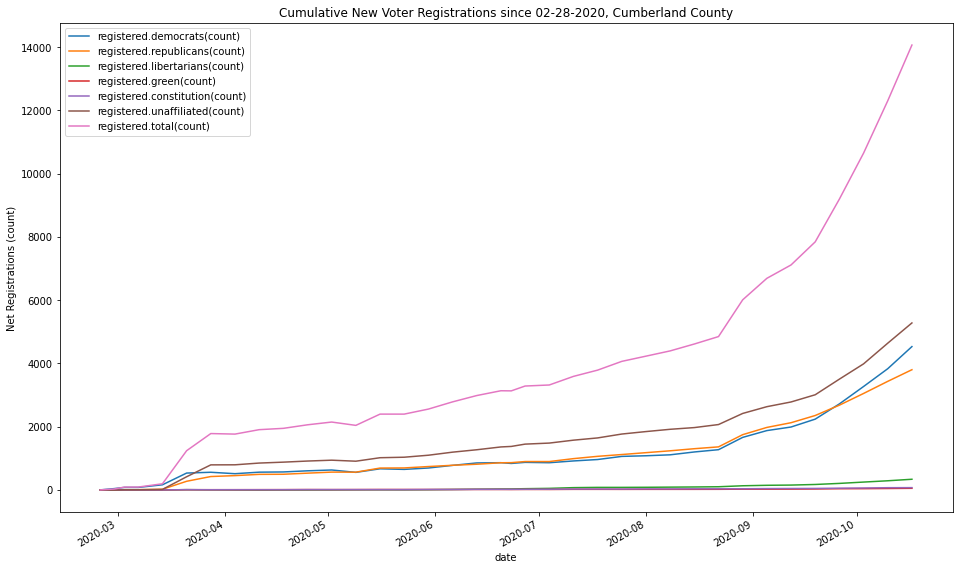 Cumulative New Voter Registrations since 02-28-2020, Cumberland County
registered.democrats(count)
registered.republicans(count)
registered.libertarians(count)
registered.green(count)
registered.constitution(count)
registered.unaffiliated(count)
registered.total(count)
Net Registrations (count)
14000
12000
10000
8000
6000
4000
2000
0
2020-03
2020-04
2020-05
2020-06
2020-07
2020-08
2020-09
2020-10
date